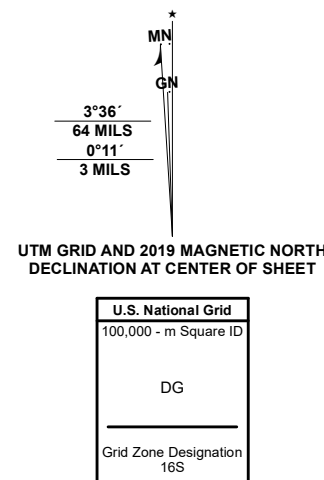 ★
MN
GN
3°36´
64 MILS
0°11´
3 MILS
UTM GRID AND 2019 MAGNETIC NORTH
DECLINATION AT CENTER OF SHEET
U.S. National Grid
100,000 - m Square ID
DG
Grid Zone Designation
16S